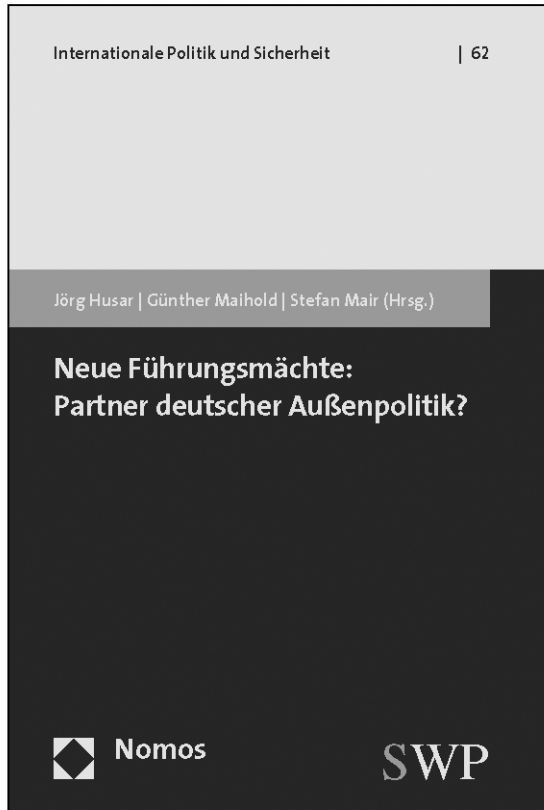 Internationale Politik und Sicherheit | 62
Jörg Husar | Günther Maihold | Stefan Mair (Hrsg.)
Neue Führungsmächte:
Partner deutscher Außenpolitik?
Nomos
SWP